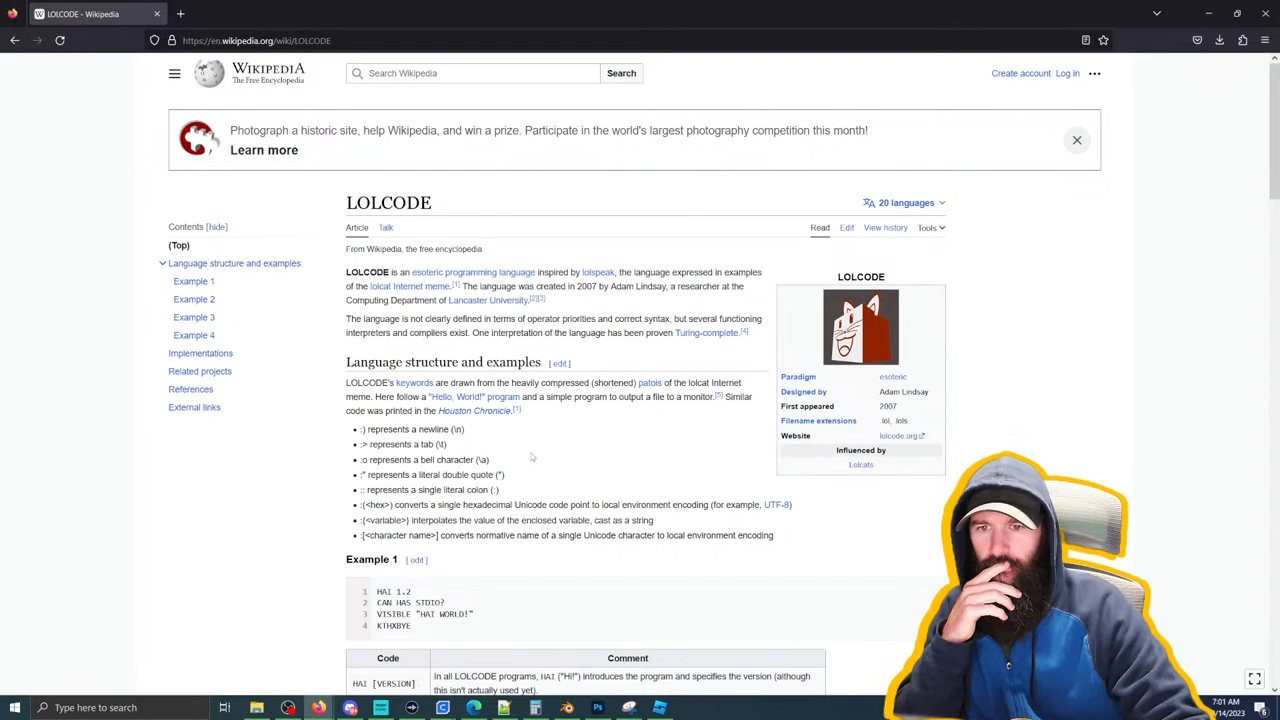 LOLCODE - Wikipedia
https://en.wikipedia.org/wiki/LOLCODE
WIKIPEDIA
The Free Encyclopedia
Search Wikipedia
Search
Create account Log in
Photograph a historic site, help Wikipedia, and win a prize. Participate in the world's largest photography competition this month!
Learn more
LOLCODE
20 languages
Contents [hide]
(Top)
Language structure and examples
Example 1
Example 2
Example 3
Example 4
Implementations
Related projects
References
External links
Article Talk
Read Edit View history Tools
From Wikipedia, the free encyclopedia
LOLCODE is an esoteric programming language inspired by lolspeak, the language expressed in examples
of the lolcat Internet meme.[1] The language was created in 2007 by Adam Lindsay, a researcher at the
Computing Department of Lancaster University.[2][3]
The language is not clearly defined in terms of operator priorities and correct syntax, but several functioning
interpreters and compilers exist. One interpretation of the language has been proven Turing-complete.[4]
Language structure and examples [ edit ]
LOLCODE's keywords are drawn from the heavily compressed (shortened) patois of the lolcat Internet
meme. Here follow a "Hello, World!" program and a simple program to output a file to a monitor.[5] Similar
code was printed in the Houston Chronicle.[1]
• :) represents a newline (\n)
• :> represents a tab (\t)
• :o represents a bell character (\a)
• :" represents a literal double quote (")
• :: represents a single literal colon (:)
• :(<hex>) converts a single hexadecimal Unicode code point to local environment encoding (for example, UTF-8)
• :{<variable>} interpolates the value of the enclosed variable, cast as a string
• :[<character name>] converts normative name of a single Unicode character to local environment encoding
LOLCODE
Paradigm esoteric
Designed by Adam Lindsay
First appeared 2007
Filename extensions .lol, .lols
Website lolcode.org
Influenced by
Lolcats
Example 1 [ edit ]
1 HAI 1.2
2 CAN HAS STDIO?
3 VISIBLE "HAI WORLD!"
4 KTHXBYE
Code Comment
HAI [VERSION] In all LOLCODE programs, HAI ("Hi!") introduces the program and specifies the version (although
this isn't actually used yet).
Type here to search
7:01 AM
/14/2023
6